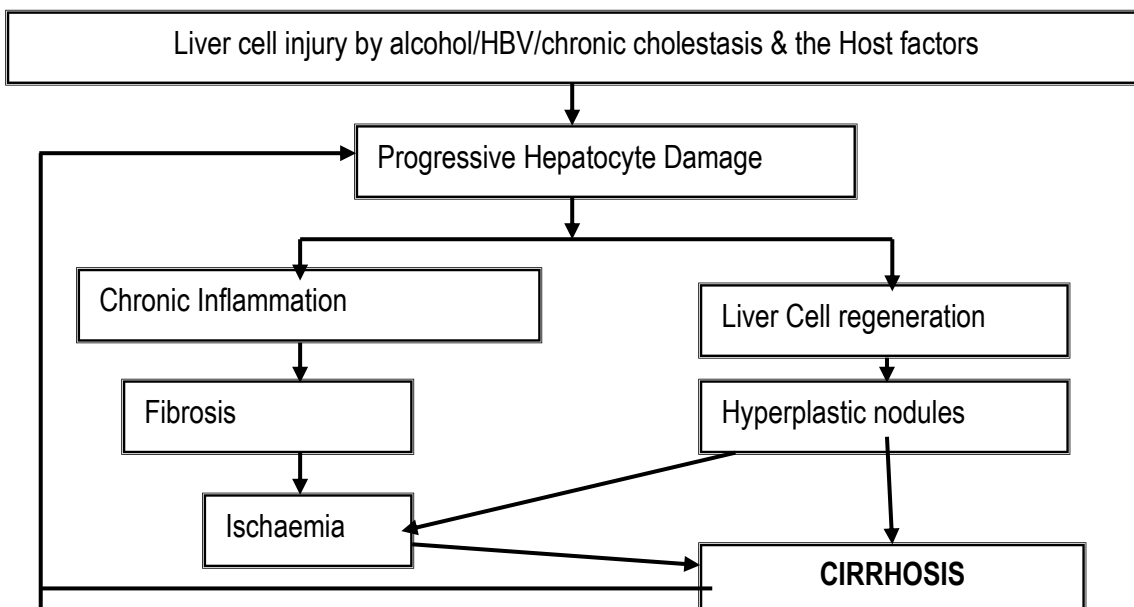 Liver cell injury by alcohol/HBV/chronic cholestasis & the Host factors
Progressive Hepatocyte Damage
Chronic Inflammation
Liver Cell regeneration
Fibrosis
Hyperplastic nodules
Ischaemia
CIRRHOSIS